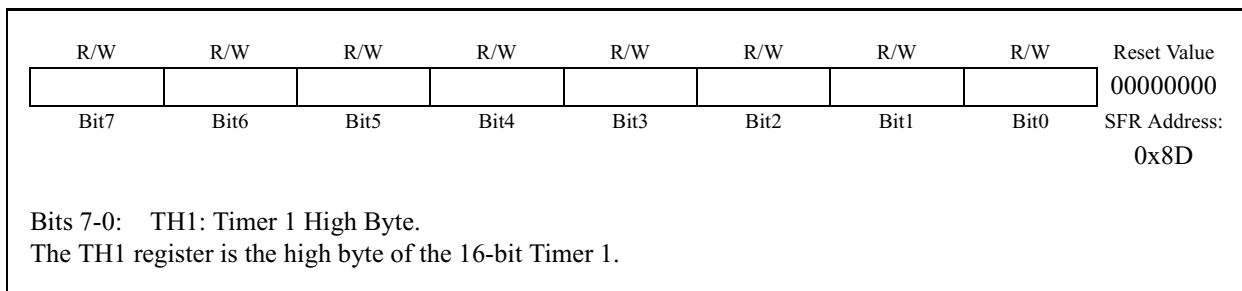 R/W R/W R/W R/W R/W R/W R/W R/W Reset Value
00000000
Bit7 Bit6 Bit5 Bit4 Bit3 Bit2 Bit1 Bit0 SFR Address:
0x8D
Bits 7-0: TH1: Timer 1 High Byte.
The TH1 register is the high byte of the 16-bit Timer 1.